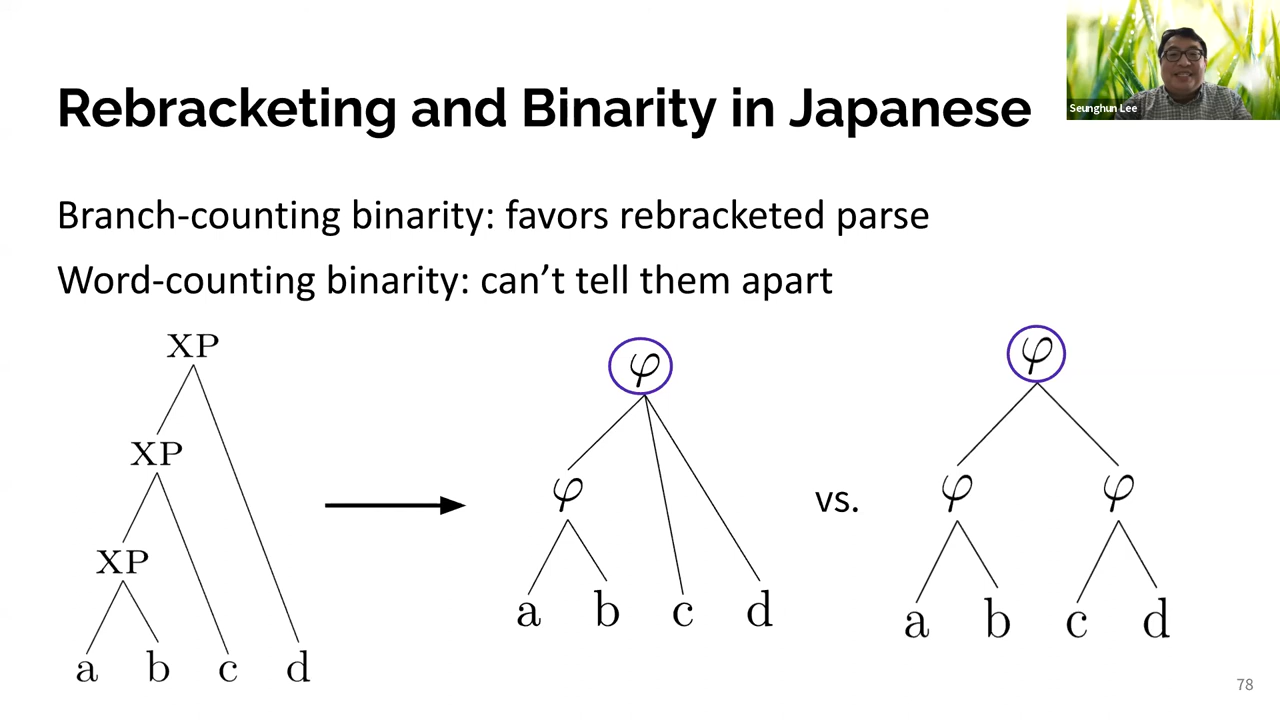 Seunghun Lee
Rebracketing and Binarity in Japanese
Branch-counting binarity: favors rebracketed parse
Word-counting binarity: can’t tell them apart
XP
XP
XP
a b c d
φ
φ
a b c d
vs.
φ
φ φ
a b c d
78